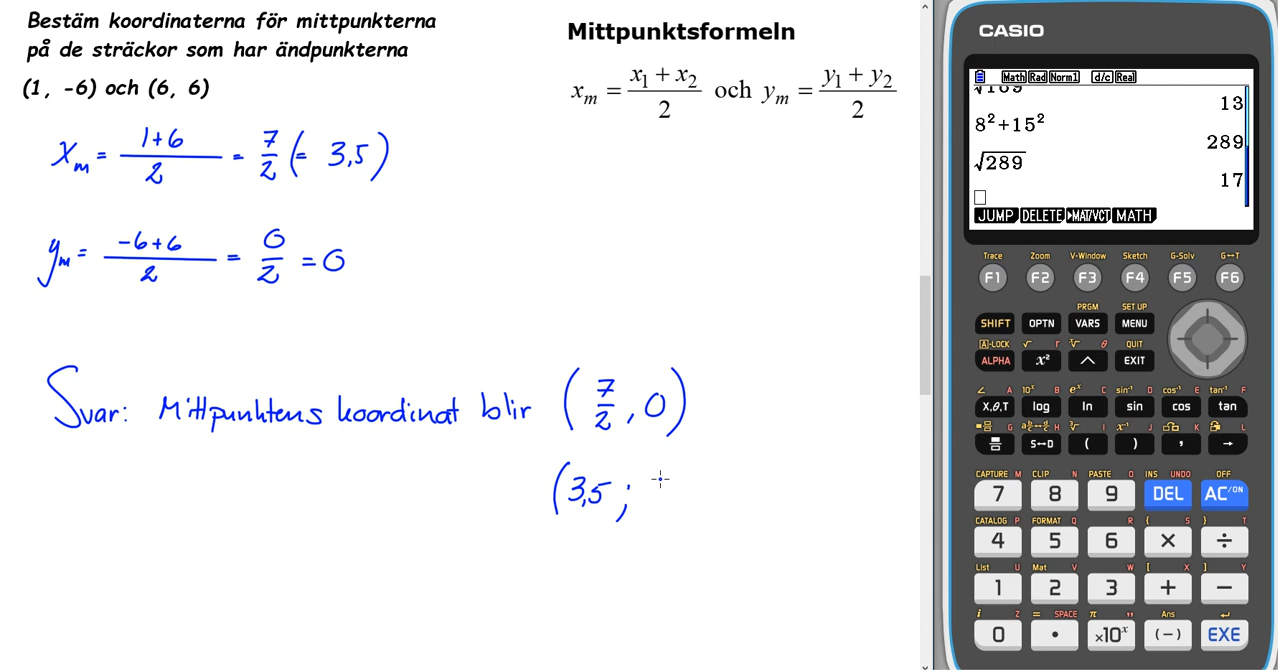 Bestäm koordinaterna för mittpunkterna
på de sträckor som har ändpunkterna
(1, -6) och (6, 6)
Mittpunktsformeln
x_m = (x_1 + x_2)/2 och y_m = (y_1 + y_2)/2
x_m = (1+6)/2 = 7/2 (= 3,5)
y_m = (-6+6)/2 = 0/2 = 0
Svar: Mittpunktens koordinat blir (7/2, 0)
(3,5 ;
CASIO
Math Rad Norm1 d/c Real
√169
13
8²+15²
289
√289
17
JUMP DELETE ▶MAT/VCT MATH
Trace Zoom V-Window Sketch G-Solv G↔T
F1 F2 F3 F4 F5 F6
PRGM SET UP
SHIFT OPTN VARS MENU
A-LOCK √ r ˣ√ θ QUIT
ALPHA x² ^ EXIT
∠ A 10ˣ B eˣ C sin⁻¹ D cos⁻¹ E tan⁻¹ F
X,θ,T log ln sin cos tan
G H ³√ I x⁻¹ J K L
S↔D ( ) , →
CAPTURE M CLIP N PASTE O INS UNDO OFF
7 8 9 DEL AC/ON
CATALOG P FORMAT Q R { S } T
4 5 6 × ÷
List U Mat V W [ X ] Y
1 2 3 + −
i Z = SPACE π " Ans ↵
0 . ×10ˣ (−) EXE